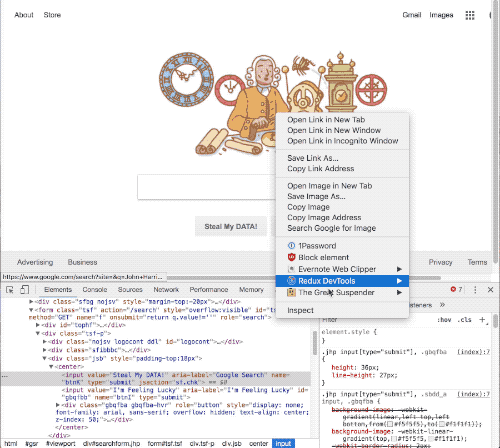 About Store
Gmail Images
Open Link in New Tab
Open Link in New Window
Open Link in Incognito Window
Save Link As...
Copy Link Address
Open Image in New Tab
Save Image As...
Copy Image
Copy Image Address
Search Google for Image
1Password
Block element
Evernote Web Clipper
Redux DevTools
The Great Suspender
Inspect
Steal My DATA!
Advertising Business
Privacy Terms
https://www.google.com/search?site=&q=John+Harri...
Elements Console Sources Network Performance Memory
7
<div class="sfbg nojsv" style="margin-top:-20px">…</div>
▼<form class="tsf" action="/search" style="overflow:visible" id="tsf"
name="f" onsubmit="return q.value!=''" role="search">
▶<div id="tophf">…</div>
▼<div class="tsf-p">
▶<div class="nojsv logocont ddl" id="logocont">…</div>
▶<div class="sfibbbc">…</div>
▼<div class="jsb" style="padding-top:18px">
▼<center>
<input value="Steal My DATA!" aria-label="Google Search" name=
"btnK" type="submit" jsaction="sf.chk"> == $0
<input value="I'm Feeling Lucky" aria-label="I'm Feeling Lucky"
name="btnI" type="submit"
▶<div class="gbqfba gbqfba-hvr" role="button" style="display: none;
font-family: arial, sans-serif; overflow: hidden; text-align: center;
z-index: 50;">…</div>
</center>
</div>
html #gsr #viewport div#searchform.jhp form#tsf.tsf div.tsf-p div.jsb center input
:hov .cls +
element.style {
}
.jhp input[type="submit"], .gbqfba (index):7
{
height: 36px;
line-height: 27px;
}
.jhp input[type="submit"], .sbdd_a (index):7
input, .gbqfba {
background-image: -webkit-
gradient(linear,left top,left
bottom,from(#f5f5f5),to(#f1f1f1));
background-image: -webkit-linear-
gradient(top,#f5f5f5,#f1f1f1);
-webkit-border-radius: 2px;